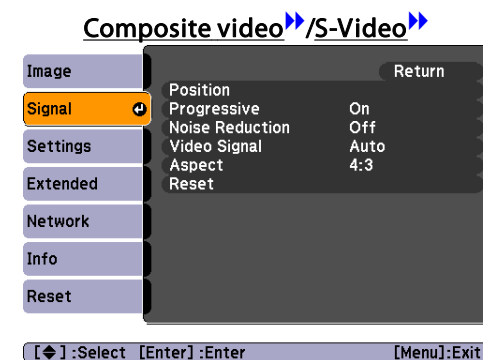 Composite video/S-Video
Image
Return
Position
Signal
Progressive On
Noise Reduction Off
Settings
Video Signal Auto
Aspect 4:3
Extended
Reset
Network
Info
Reset
[◆] :Select [Enter] :Enter [Menu]:Exit